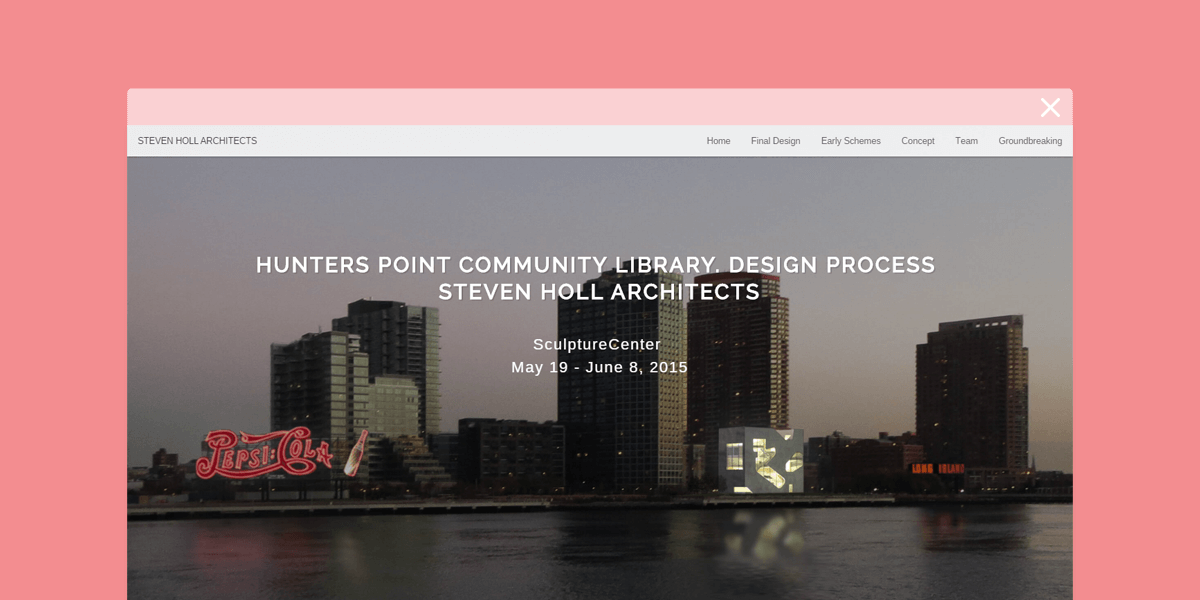 STEVEN HOLL ARCHITECTS
Home Final Design Early Schemes Concept Team Groundbreaking
HUNTERS POINT COMMUNITY LIBRARY. DESIGN PROCESS
STEVEN HOLL ARCHITECTS
SculptureCenter
May 19 - June 8, 2015
PEPSI:COLA
LONG ISLAND